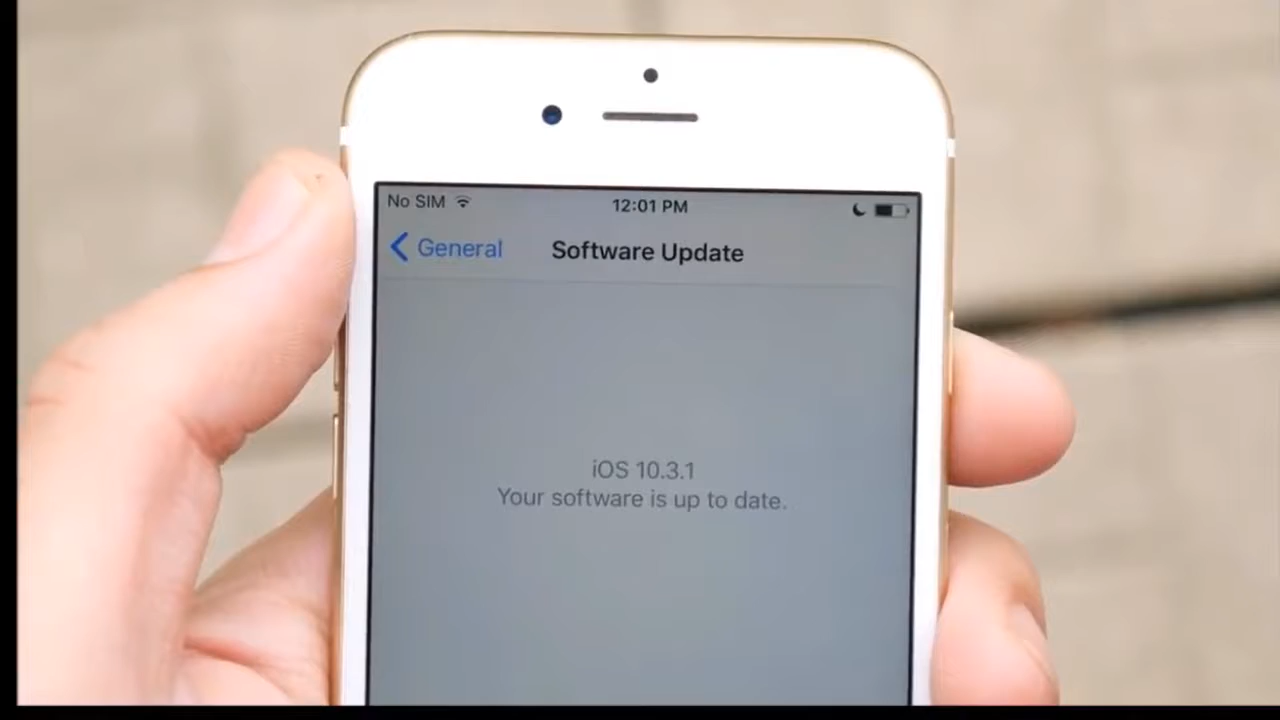 No SIM 12:01 PM
General Software Update
iOS 10.3.1
Your software is up to date.